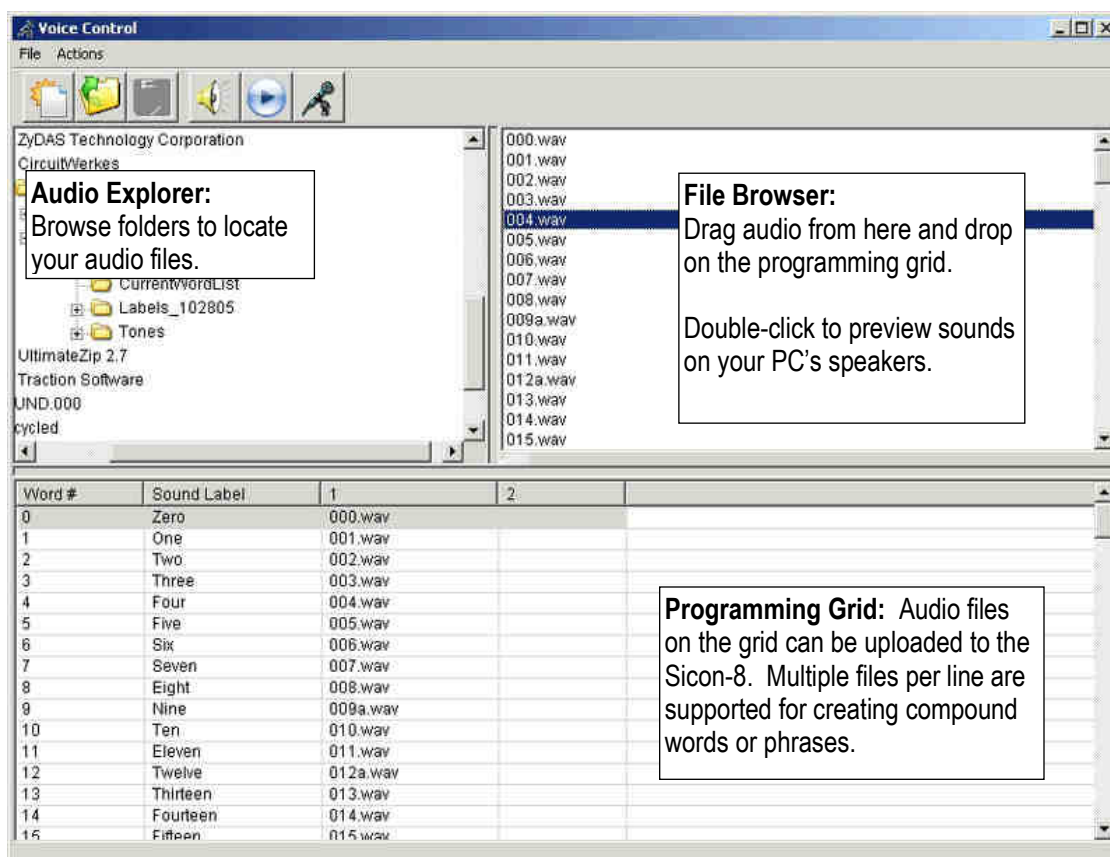 Voice Control
File Actions
ZyDAS Technology Corporation
CircuitWerkes
Audio Explorer:
Browse folders to locate
your audio files.
CurrentWordList
Labels_102805
Tones
UltimateZip 2.7
Traction Software
UND.000
cycled
000.wav
001.wav
002.wav
003.wav
004.wav
005.wav
006.wav
007.wav
008.wav
009a.wav
010.wav
011.wav
012a.wav
013.wav
014.wav
015.wav
File Browser:
Drag audio from here and drop
on the programming grid.
Double-click to preview sounds
on your PC's speakers.
Word # Sound Label 1 2
0 Zero 000.wav
1 One 001.wav
2 Two 002.wav
3 Three 003.wav
4 Four 004.wav
5 Five 005.wav
6 Six 006.wav
7 Seven 007.wav
8 Eight 008.wav
9 Nine 009a.wav
10 Ten 010.wav
11 Eleven 011.wav
12 Twelve 012a.wav
13 Thirteen 013.wav
14 Fourteen 014.wav
15 Fifteen 015.wav
Programming Grid: Audio files
on the grid can be uploaded to the
Sicon-8. Multiple files per line are
supported for creating compound
words or phrases.